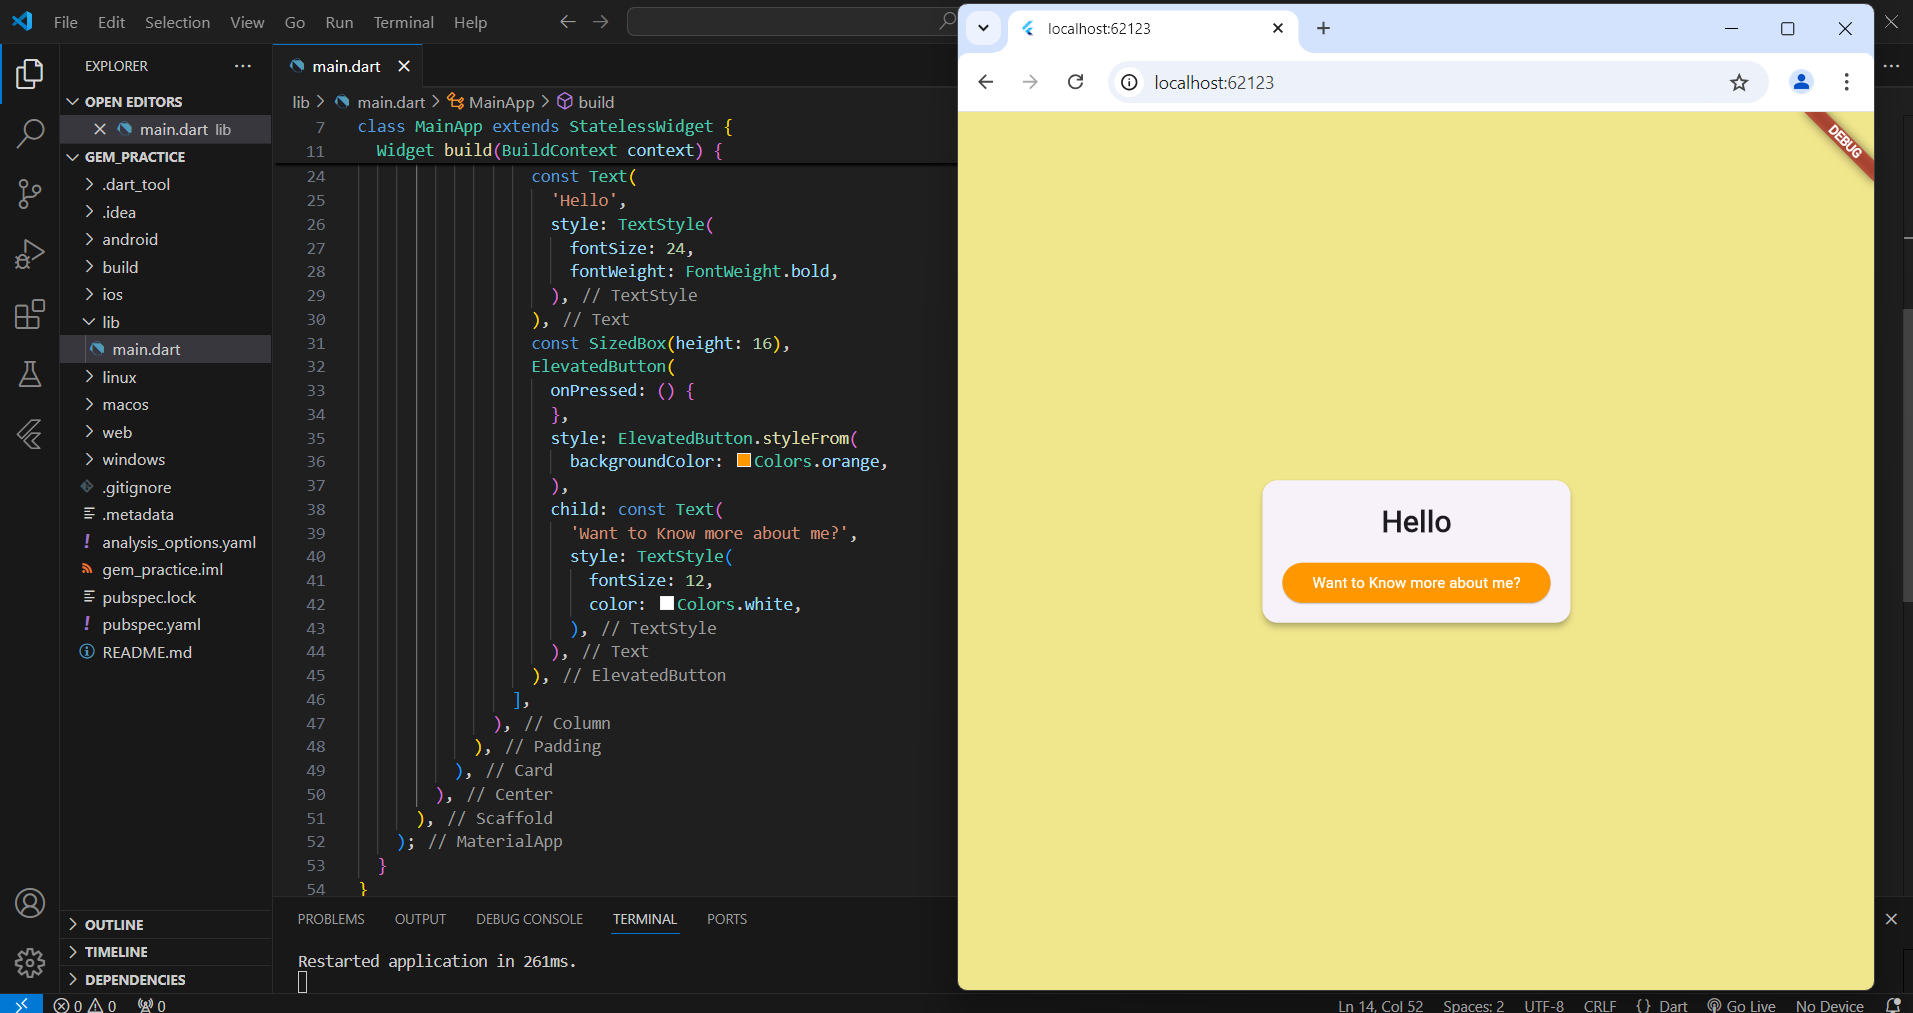 File Edit Selection View Go Run Terminal Help
EXPLORER
OPEN EDITORS
main.dart lib
GEM_PRACTICE
.dart_tool
.idea
android
build
ios
lib
main.dart
linux
macos
web
windows
.gitignore
.metadata
analysis_options.yaml
gem_practice.iml
pubspec.lock
pubspec.yaml
README.md
OUTLINE
TIMELINE
DEPENDENCIES
main.dart
lib > main.dart > MainApp > build
7 class MainApp extends StatelessWidget {
11 Widget build(BuildContext context) {
24 const Text(
25 'Hello',
26 style: TextStyle(
27 fontSize: 24,
28 fontWeight: FontWeight.bold,
29 ), // TextStyle
30 ), // Text
31 const SizedBox(height: 16),
32 ElevatedButton(
33 onPressed: () {
34 },
35 style: ElevatedButton.styleFrom(
36 backgroundColor: Colors.orange,
37 ),
38 child: const Text(
39 'Want to Know more about me?',
40 style: TextStyle(
41 fontSize: 12,
42 color: Colors.white,
43 ), // TextStyle
44 ), // Text
45 ), // ElevatedButton
46 ],
47 ), // Column
48 ), // Padding
49 ), // Card
50 ), // Center
51 ), // Scaffold
52 ); // MaterialApp
53 }
54 }
PROBLEMS OUTPUT DEBUG CONSOLE TERMINAL PORTS
Restarted application in 261ms.
localhost:62123
localhost:62123
DEBUG
Hello
Want to Know more about me?
0 0 0
Ln 14, Col 52 Spaces: 2 UTF-8 CRLF {} Dart Go Live No Device